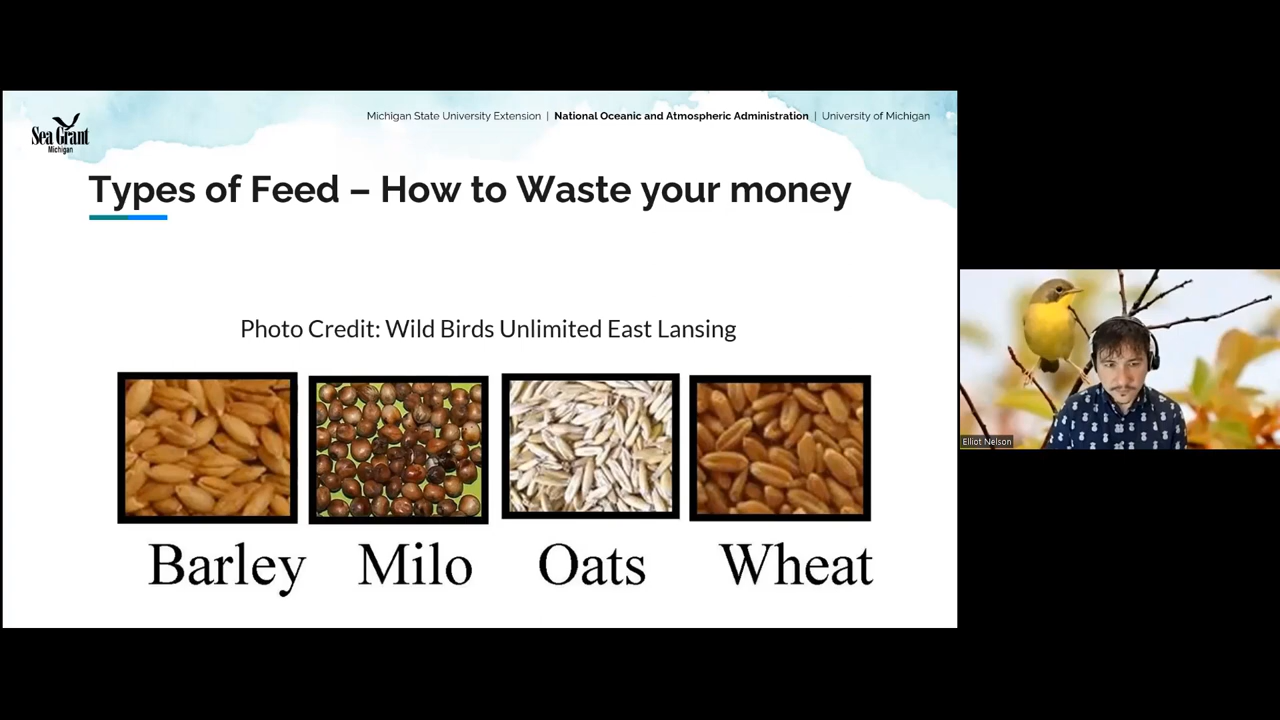 Sea Grant
Michigan
Michigan State University Extension | National Oceanic and Atmospheric Administration | University of Michigan
Types of Feed – How to Waste your money
Photo Credit: Wild Birds Unlimited East Lansing
Barley Milo Oats Wheat
Elliot Nelson